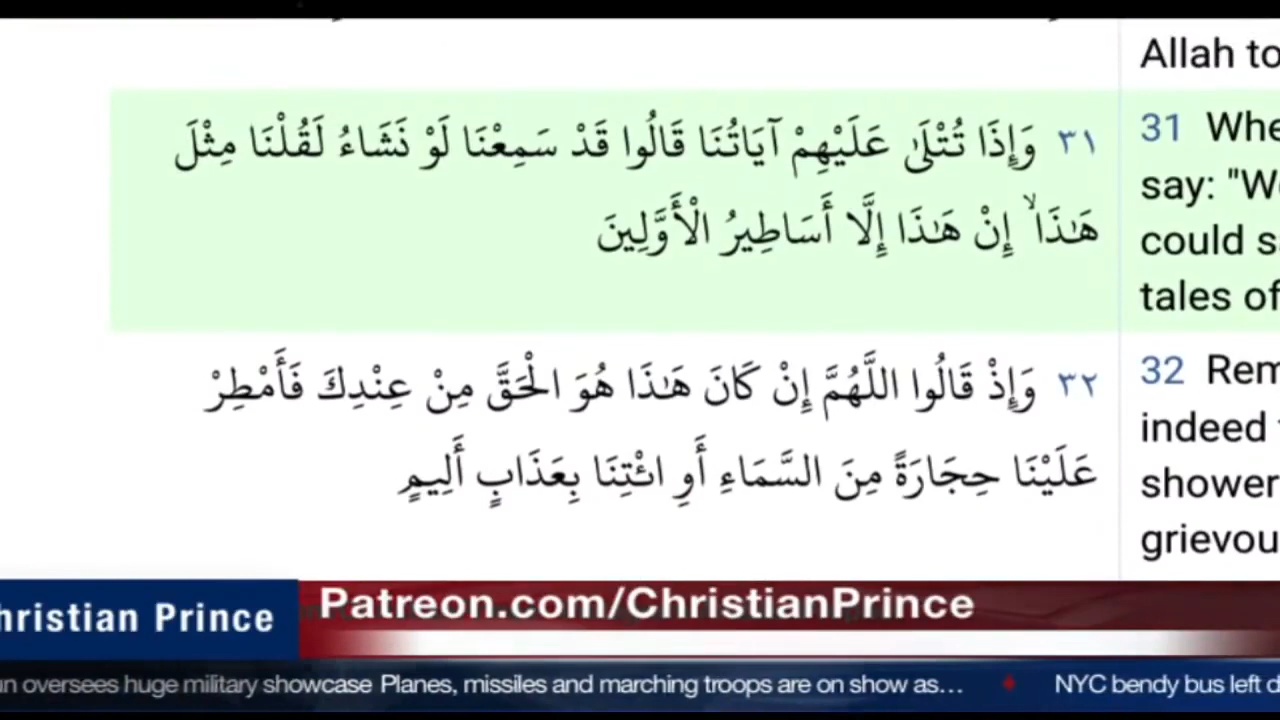 Allah to
٣١ وَإِذَا تُتْلَىٰ عَلَيْهِمْ آيَاتُنَا قَالُوا قَدْ سَمِعْنَا لَوْ نَشَاءُ لَقُلْنَا مِثْلَ
هَٰذَا ۙ إِنْ هَٰذَا إِلَّا أَسَاطِيرُ الْأَوَّلِينَ
31 Whe
say: "We
could s
tales of
٣٢ وَإِذْ قَالُوا اللَّهُمَّ إِنْ كَانَ هَٰذَا هُوَ الْحَقَّ مِنْ عِنْدِكَ فَأَمْطِرْ
عَلَيْنَا حِجَارَةً مِنَ السَّمَاءِ أَوِ ائْتِنَا بِعَذَابٍ أَلِيمٍ
32 Rem
indeed
shower
grievou
hristian Prince
Patreon.com/ChristianPrince
un oversees huge military showcase Planes, missiles and marching troops are on show as... NYC bendy bus left d